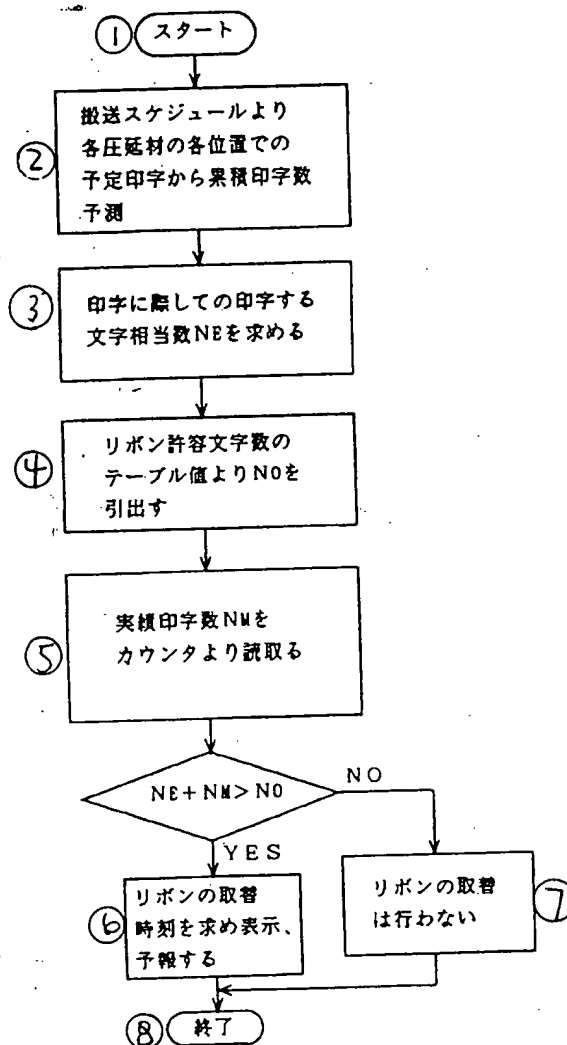 ① スタート
搬送スケジュールより
各圧延材の各位置での
② 予定印字から累積印字数
予測
③ 印字に際しての印字する
文字相当数NEを求める
リボン許容文字数の
④ テーブル値よりN0を
引出す
実績印字数NMを
⑤ カウンタより読取る
NE+NM>N0
NO
YES
リボンの取替
⑥ 時刻を求め表示、
予報する
リボンの取替 ⑦
は行わない
⑧ 終了